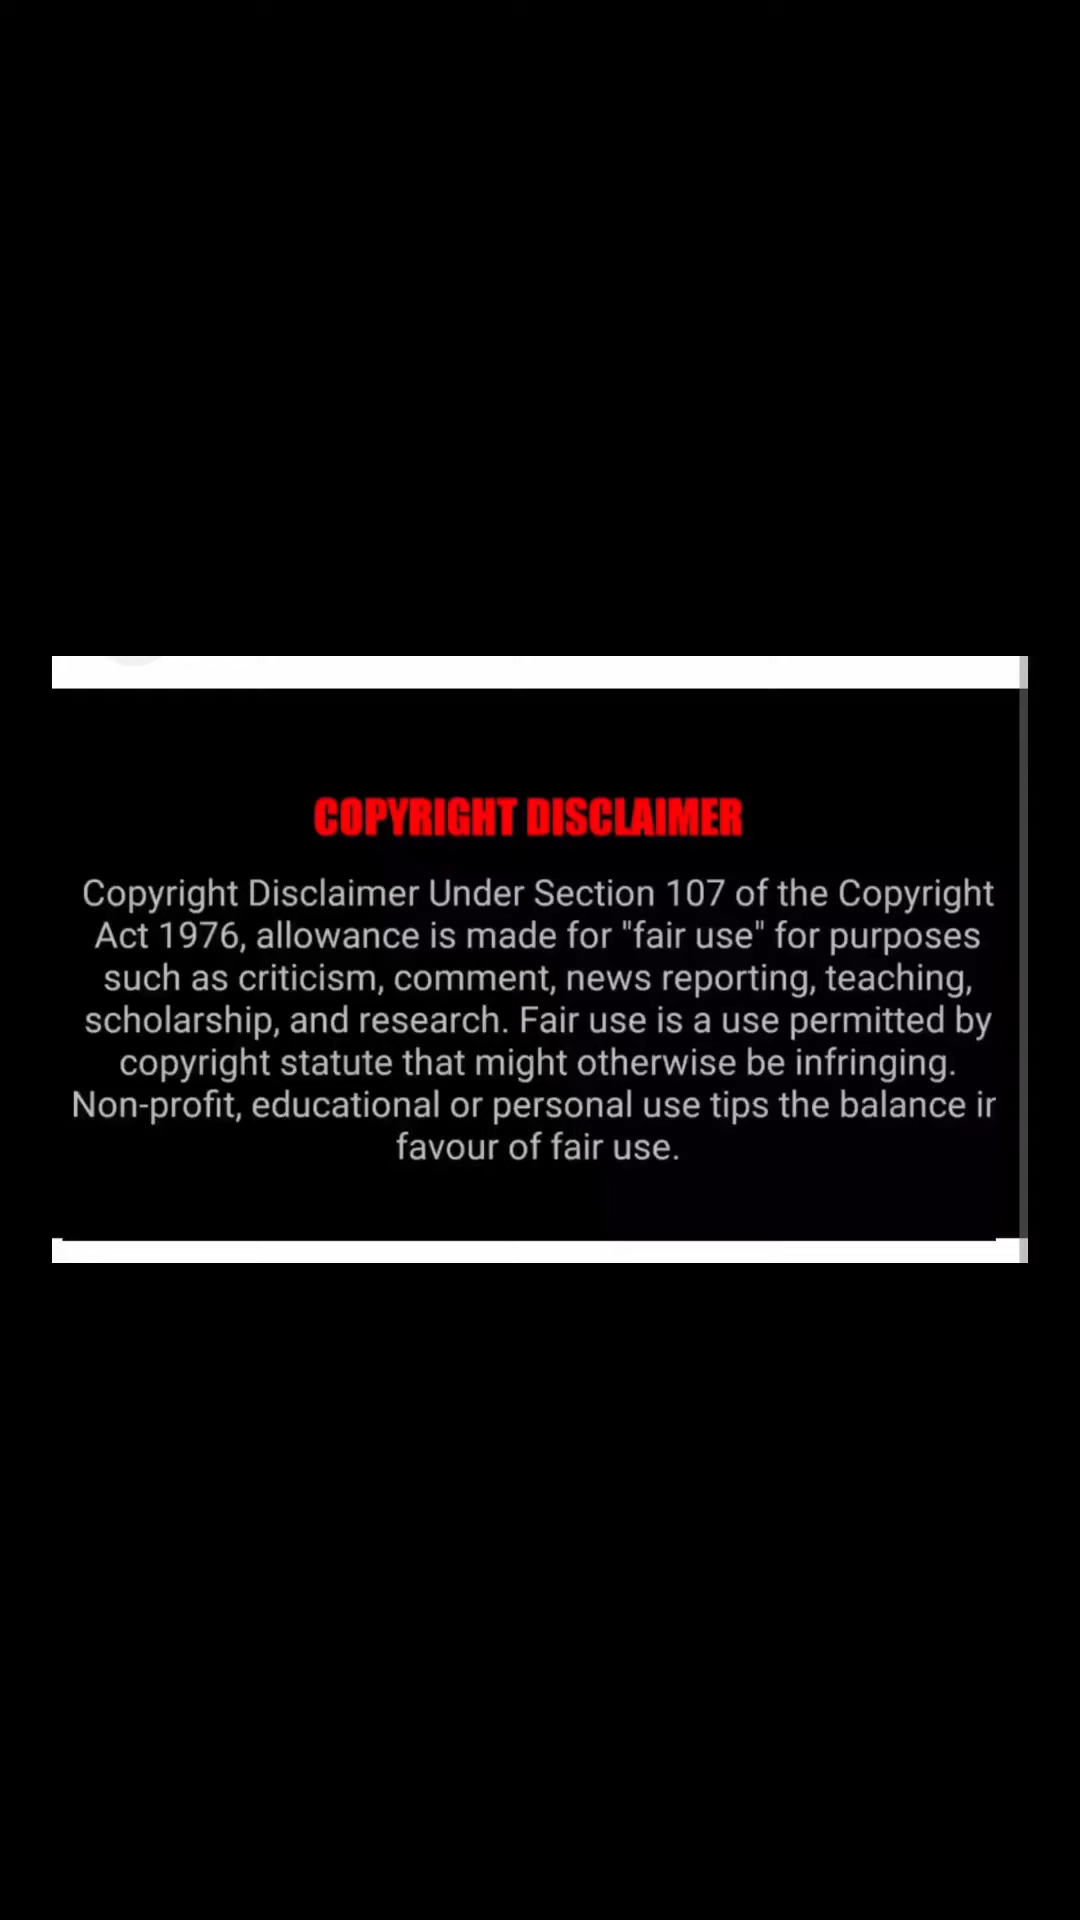 COPYRIGHT DISCLAIMER
Copyright Disclaimer Under Section 107 of the Copyright
Act 1976, allowance is made for "fair use" for purposes
such as criticism, comment, news reporting, teaching,
scholarship, and research. Fair use is a use permitted by
copyright statute that might otherwise be infringing.
Non-profit, educational or personal use tips the balance
favour of fair use.